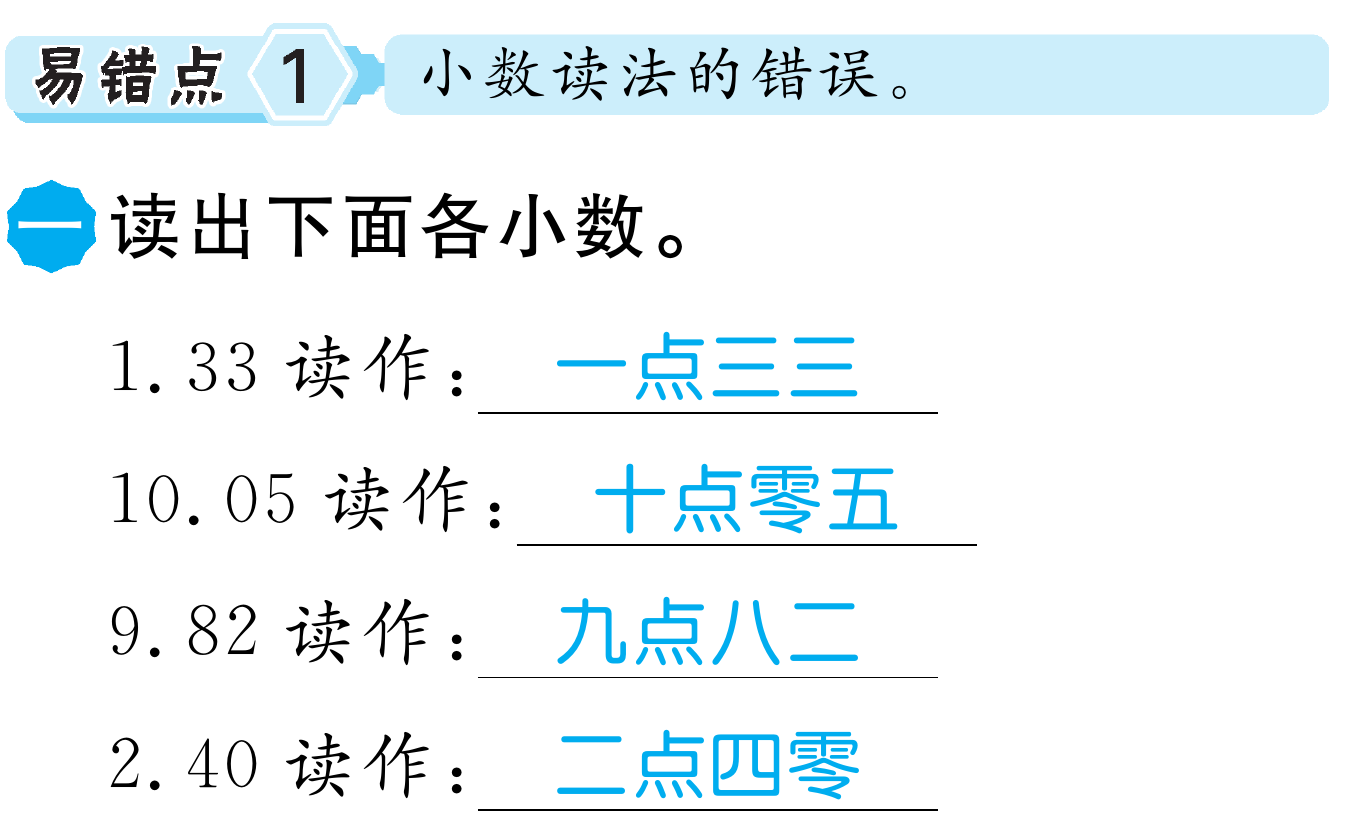 易错点 1 小数读法的错误。
一 读出下面各小数。
1.33 读作：一点三三
10.05 读作：十点零五
9.82 读作：九点八二
2.40 读作：二点四零